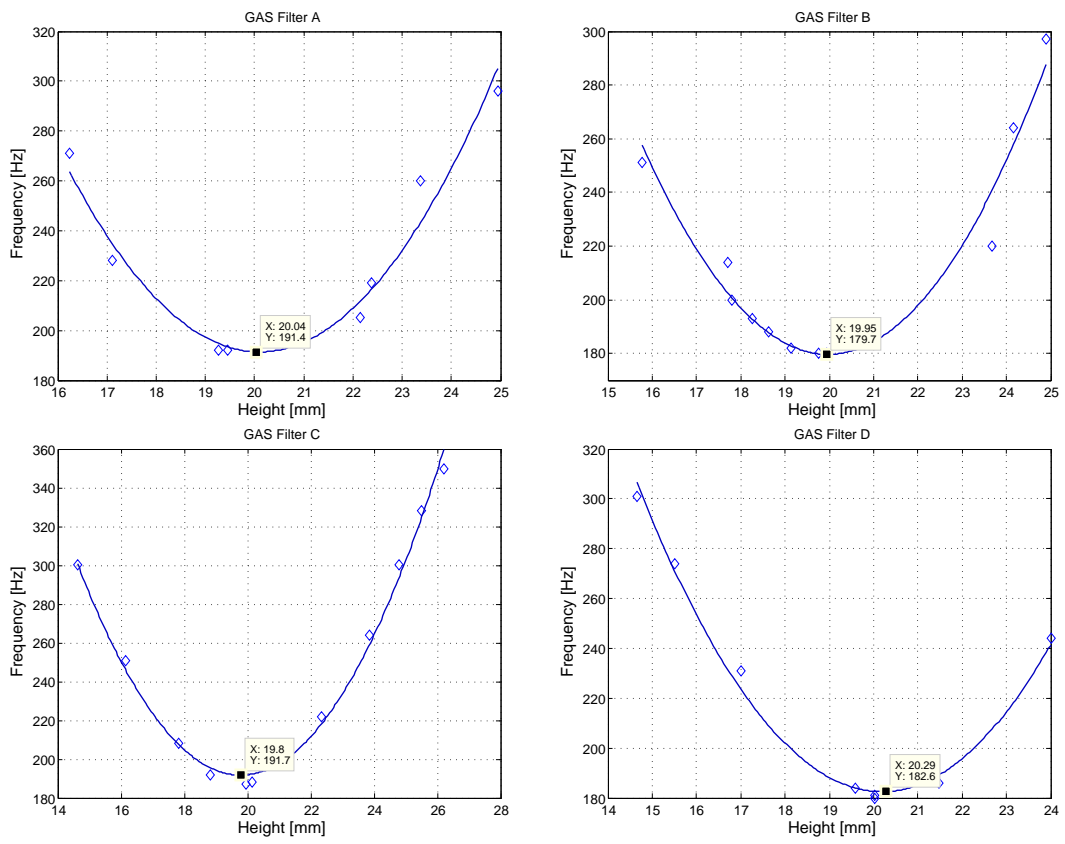 GAS Filter A
320
300
280
260
240
220
200
180
Frequency [Hz]
X: 20.04
Y: 191.4
16 17 18 19 20 21 22 23 24 25
Height [mm]
GAS Filter B
300
280
260
240
220
200
180
Frequency [Hz]
X: 19.95
Y: 179.7
15 16 17 18 19 20 21 22 23 24 25
Height [mm]
GAS Filter C
360
340
320
300
280
260
240
220
200
180
Frequency [Hz]
X: 19.8
Y: 191.7
14 16 18 20 22 24 26 28
Height [mm]
GAS Filter D
320
300
280
260
240
220
200
180
Frequency [Hz]
X: 20.29
Y: 182.6
14 15 16 17 18 19 20 21 22 23 24
Height [mm]